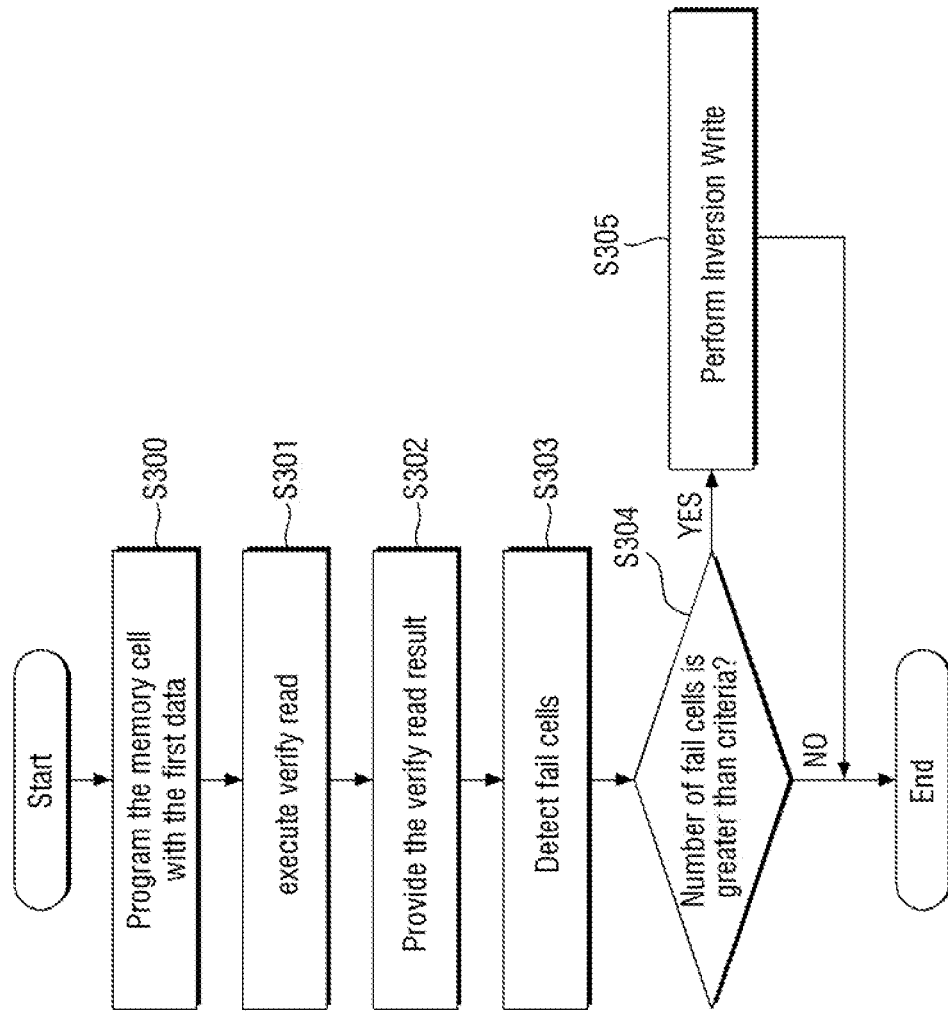 Start
Program the memory cell
with the first data
S300
execute verify read
S301
Provide the verify read result
S302
Detect fail cells
S303
Number of fail cells is
greater than criteria?
S304
YES
Perform Inversion Write
S305
NO
End